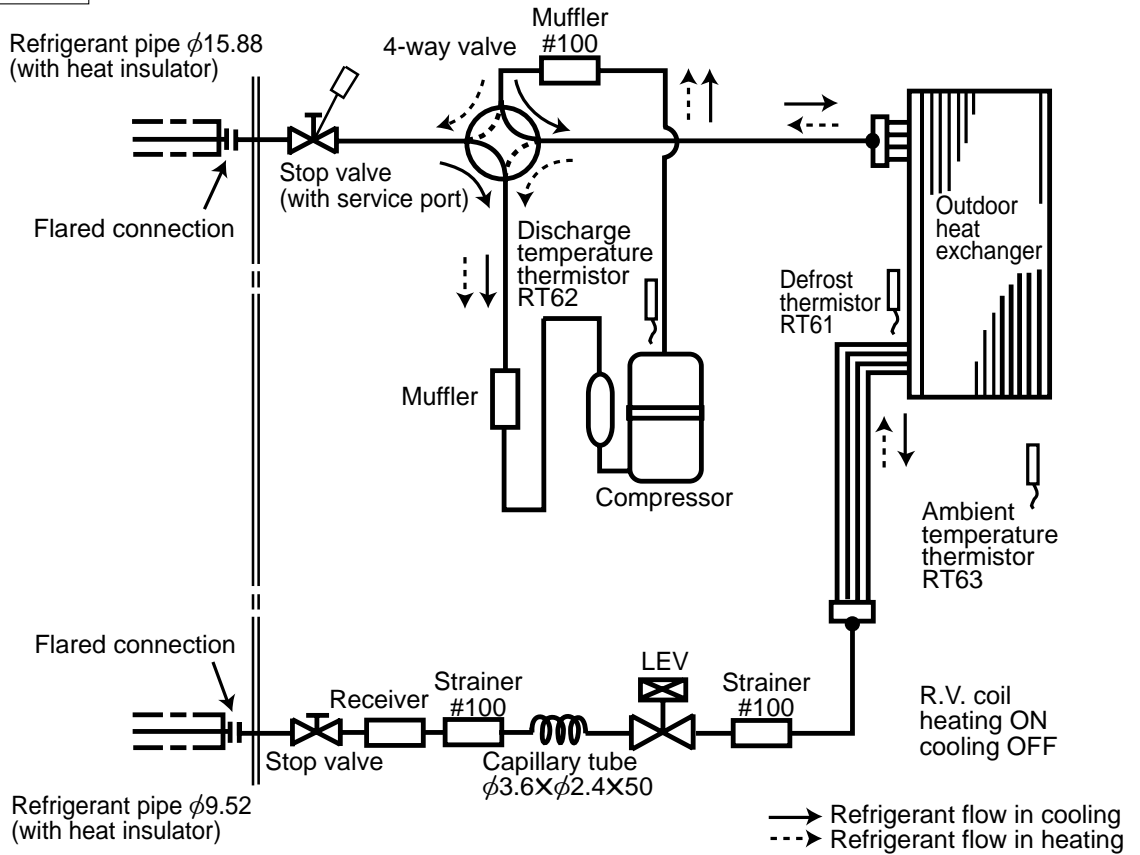 Refrigerant pipe ϕ15.88
(with heat insulator)
4-way valve
Muffler
#100
Stop valve
(with service port)
Flared connection
Discharge
temperature
thermistor
RT62
Outdoor
heat
exchanger
Defrost
thermistor
RT61
Muffler
Compressor
Ambient
temperature
thermistor
RT63
Flared connection
Receiver
Strainer
#100
LEV
Strainer
#100
R.V. coil
heating ON
cooling OFF
Stop valve
Capillary tube
ϕ3.6×ϕ2.4×50
Refrigerant pipe ϕ9.52
(with heat insulator)
Refrigerant flow in cooling
Refrigerant flow in heating